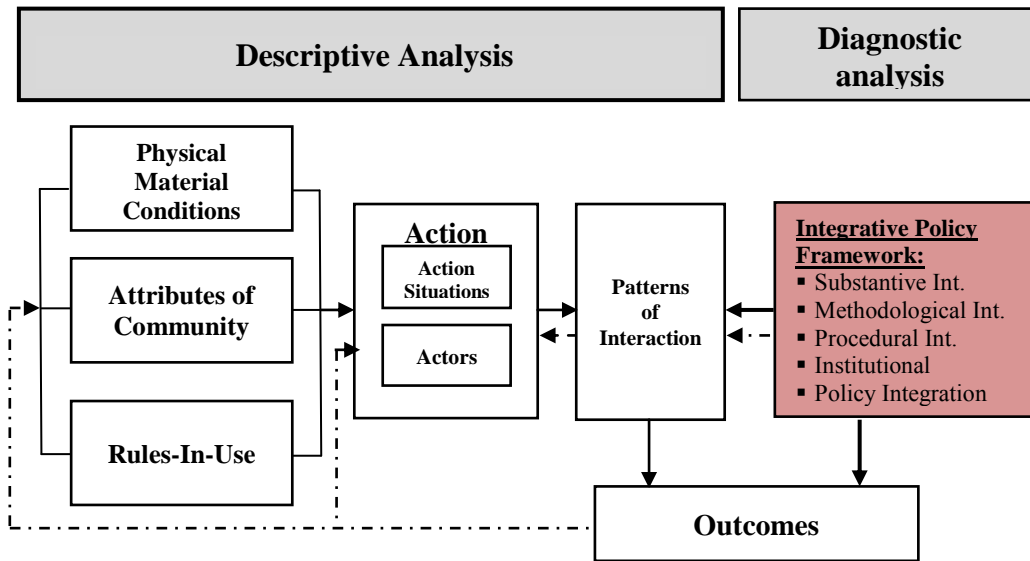 Descriptive Analysis
Diagnostic
analysis
Physical
Material
Conditions
Attributes of
Community
Rules-In-Use
Action
Action
Situations
Actors
Patterns
of
Interaction
Integrative Policy
Framework:
▪ Substantive Int.
▪ Methodological Int.
▪ Procedural Int.
▪ Institutional
▪ Policy Integration
Outcomes